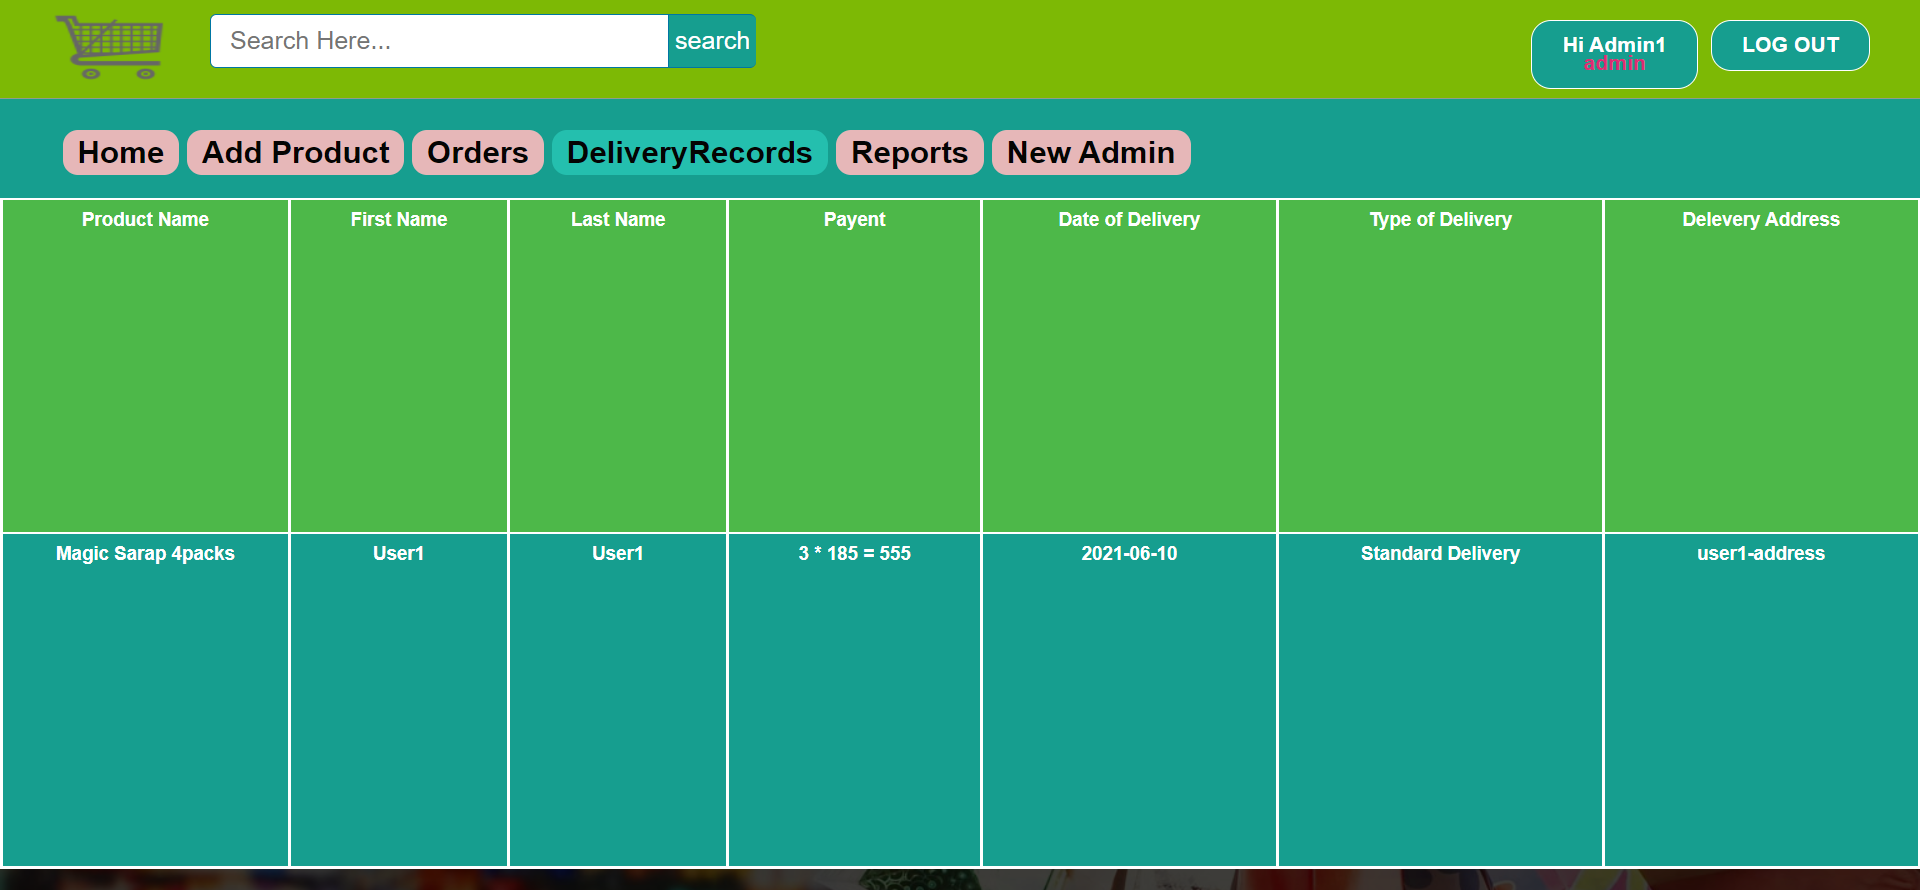 Search Here...
search
Hi Admin1
admin
LOG OUT
Home
Add Product
Orders
DeliveryRecords
Reports
New Admin
Product Name
First Name
Last Name
Payent
Date of Delivery
Type of Delivery
Delevery Address
Magic Sarap 4packs
User1
User1
3 * 185 = 555
2021-06-10
Standard Delivery
user1-address